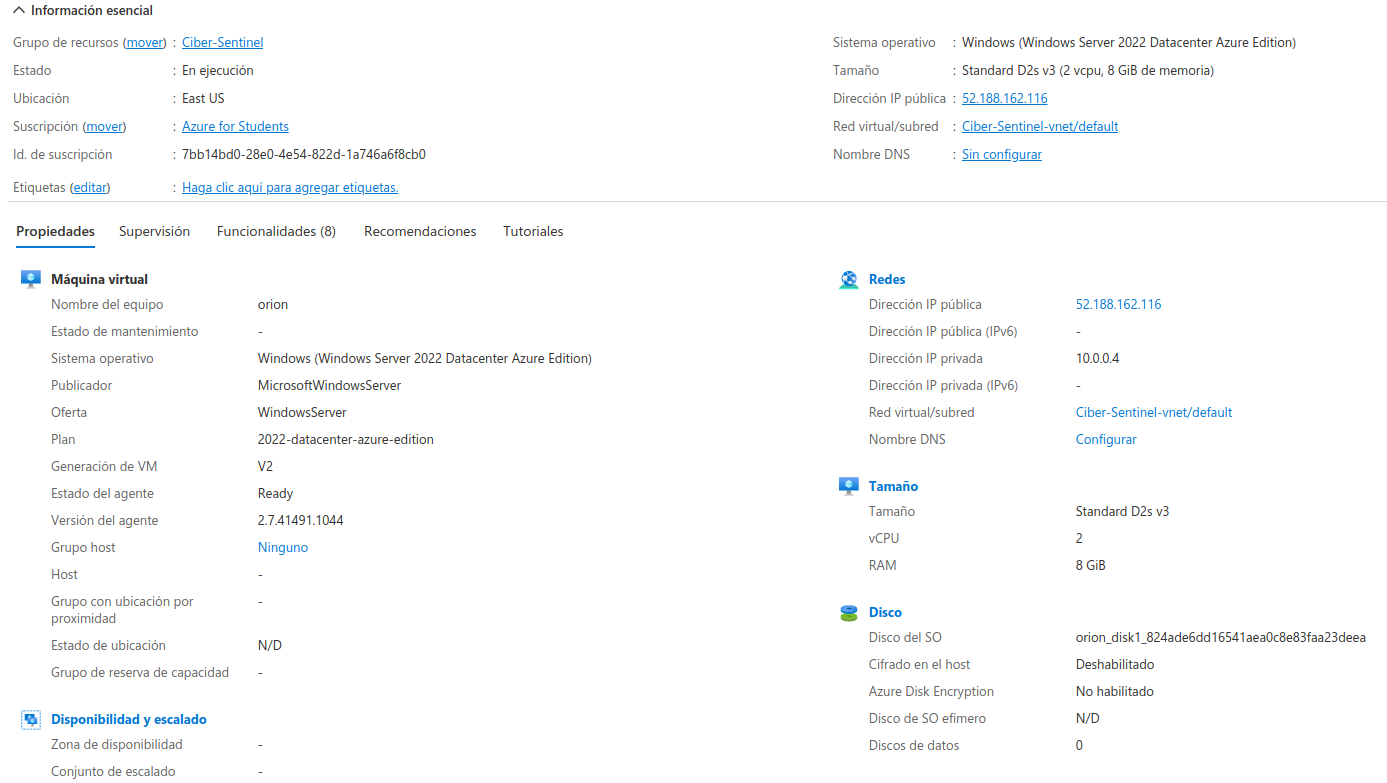 Información esencial
Grupo de recursos (mover) : Ciber-Sentinel
Estado : En ejecución
Ubicación : East US
Suscripción (mover) : Azure for Students
Id. de suscripción : 7bb14bd0-28e0-4e54-822d-1a746a6f8cb0
Etiquetas (editar) : Haga clic aquí para agregar etiquetas.
Sistema operativo : Windows (Windows Server 2022 Datacenter Azure Edition)
Tamaño : Standard D2s v3 (2 vcpu, 8 GiB de memoria)
Dirección IP pública : 52.188.162.116
Red virtual/subred : Ciber-Sentinel-vnet/default
Nombre DNS : Sin configurar
Propiedades Supervisión Funcionalidades (8) Recomendaciones Tutoriales
Máquina virtual
Nombre del equipo orion
Estado de mantenimiento -
Sistema operativo Windows (Windows Server 2022 Datacenter Azure Edition)
Publicador MicrosoftWindowsServer
Oferta WindowsServer
Plan 2022-datacenter-azure-edition
Generación de VM V2
Estado del agente Ready
Versión del agente 2.7.41491.1044
Grupo host Ninguno
Host -
Grupo con ubicación por -
proximidad
Estado de ubicación N/D
Grupo de reserva de capacidad -
Disponibilidad y escalado
Zona de disponibilidad -
Conjunto de escalado -
Redes
Dirección IP pública 52.188.162.116
Dirección IP pública (IPv6) -
Dirección IP privada 10.0.0.4
Dirección IP privada (IPv6) -
Red virtual/subred Ciber-Sentinel-vnet/default
Nombre DNS Configurar
Tamaño
Tamaño Standard D2s v3
vCPU 2
RAM 8 GiB
Disco
Disco del SO orion_disk1_824ade6dd16541aea0c8e83faa23deea
Cifrado en el host Deshabilitado
Azure Disk Encryption No habilitado
Disco de SO efímero N/D
Discos de datos 0